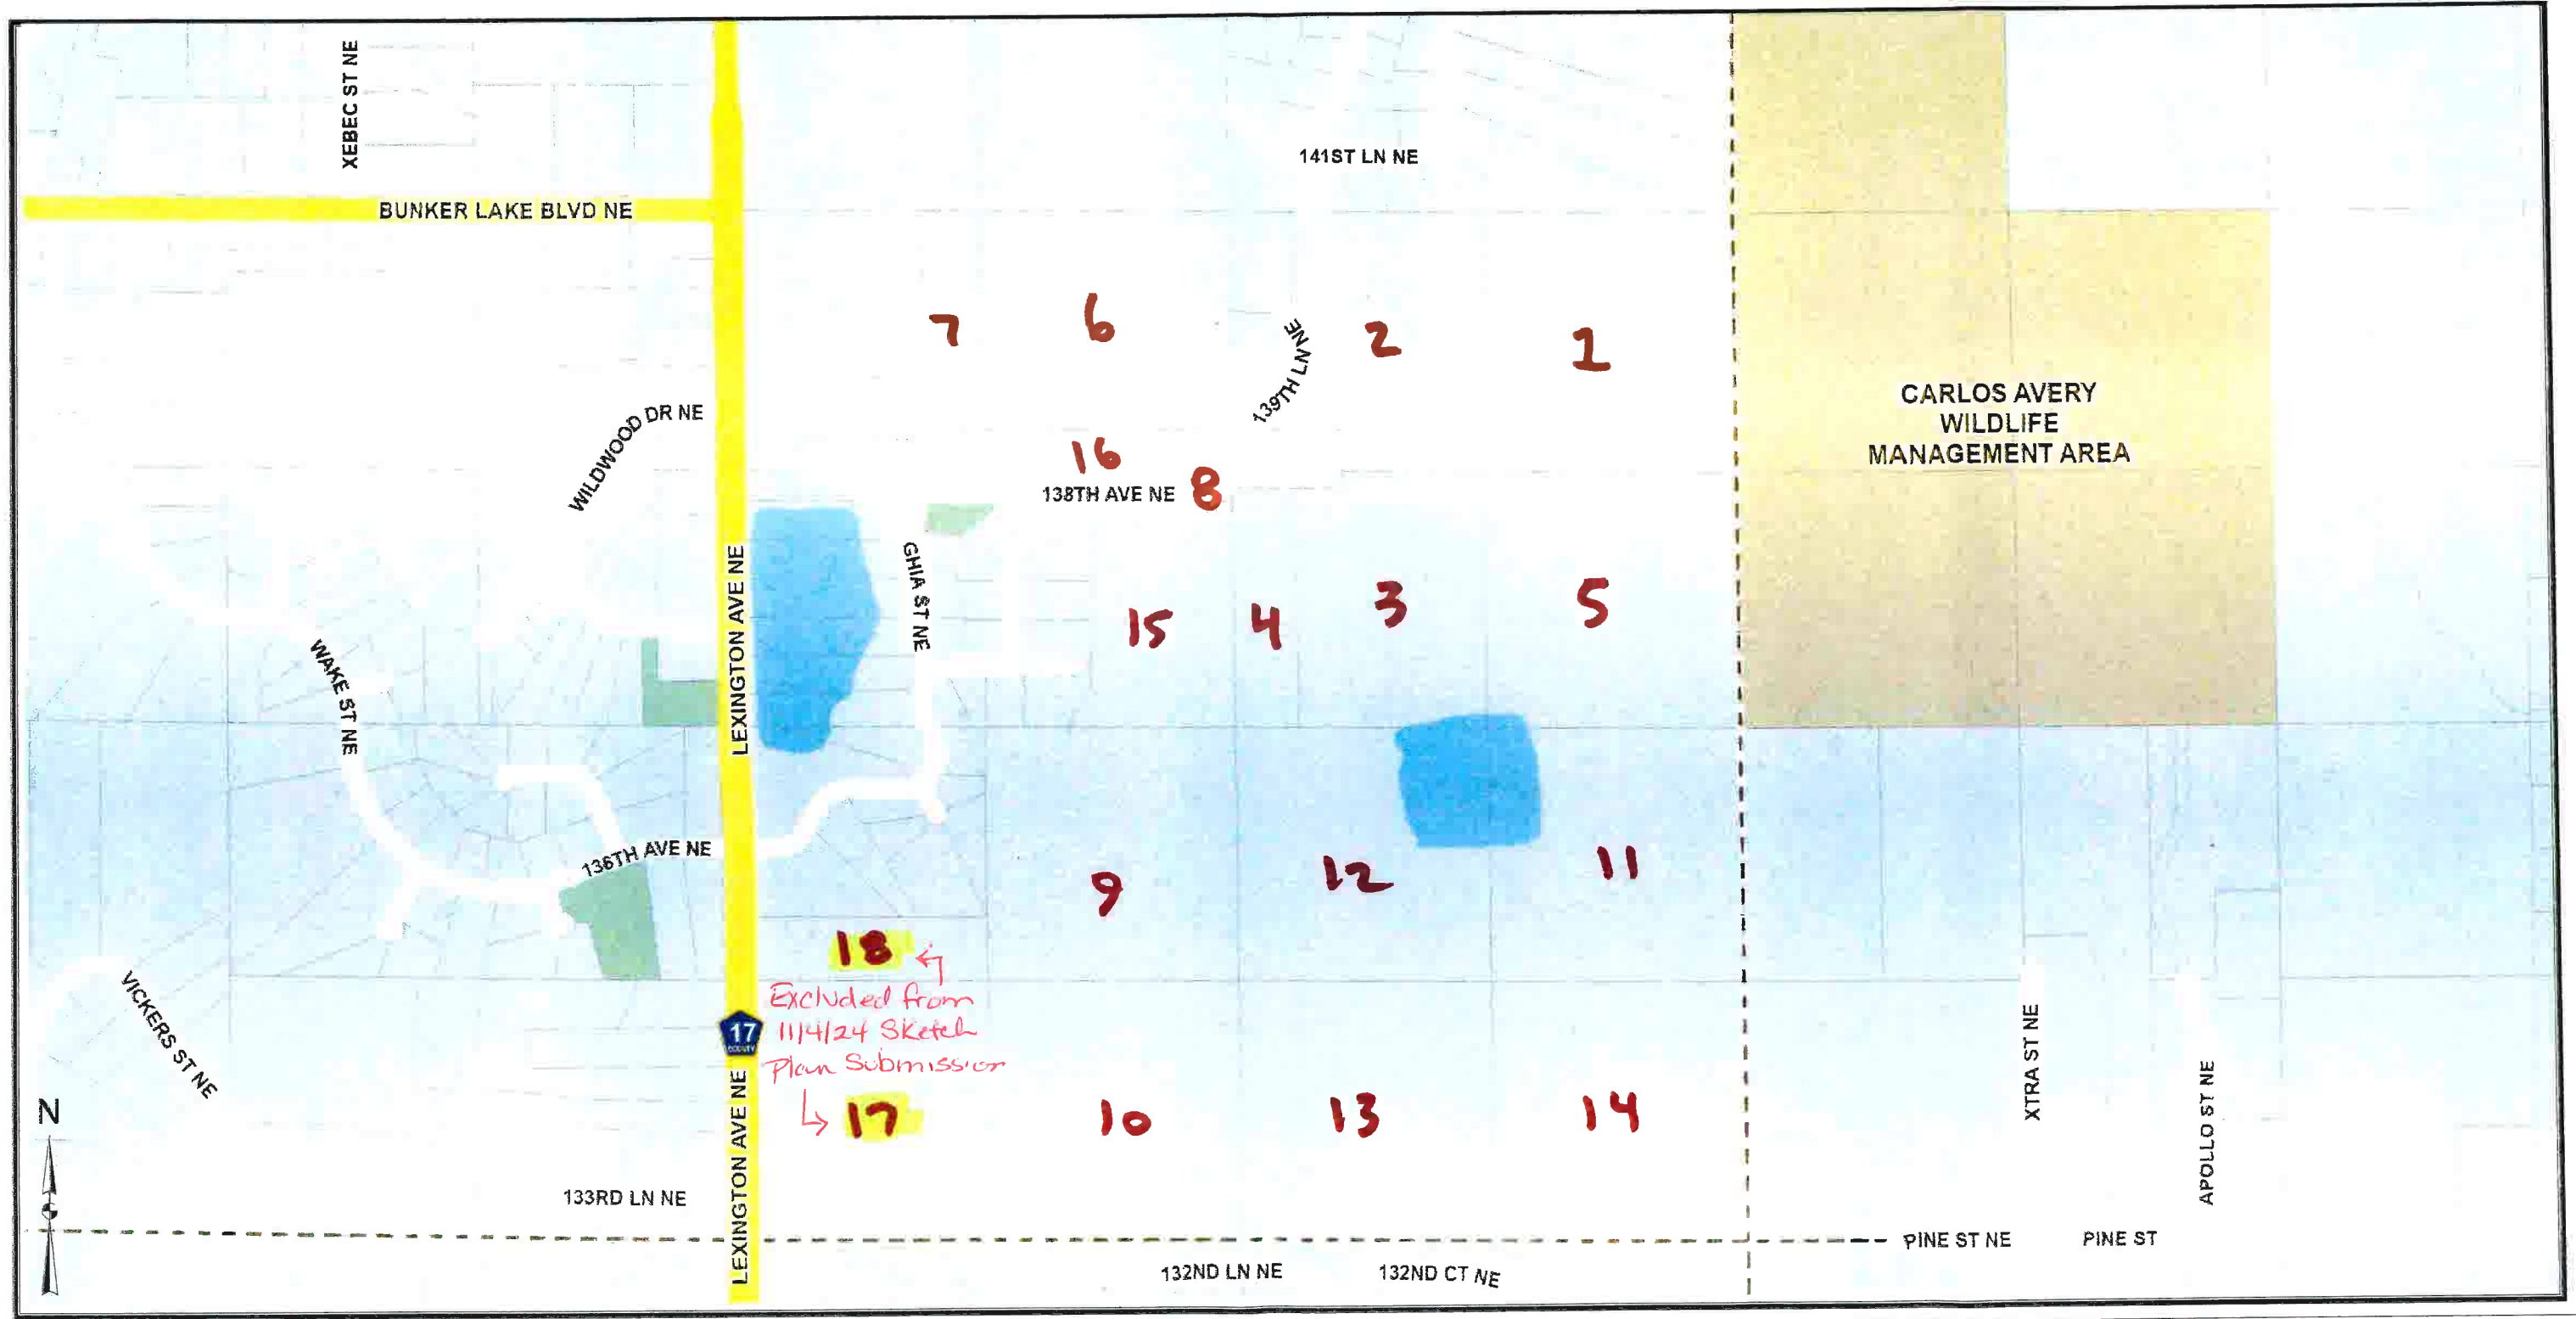 XEBEC ST NE
141ST LN NE
BUNKER LAKE BLVD NE
7
6
2
1
139TH LN NE
CARLOS AVERY
WILDLIFE
MANAGEMENT AREA
WILDWOOD DR NE
16
138TH AVE NE
8
LEXINGTON AVE NE
GHIA ST NE
15
4
3
5
WAKE ST NE
136TH AVE NE
9
12
11
18
Excluded from
11/4/24 Sketch
Plan Submission
17
VICKERS ST NE
17
COUNTY
10
13
14
XTRA ST NE
APOLLO ST NE
N
LEXINGTON AVE NE
133RD LN NE
PINE ST NE
PINE ST
132ND LN NE
132ND CT NE